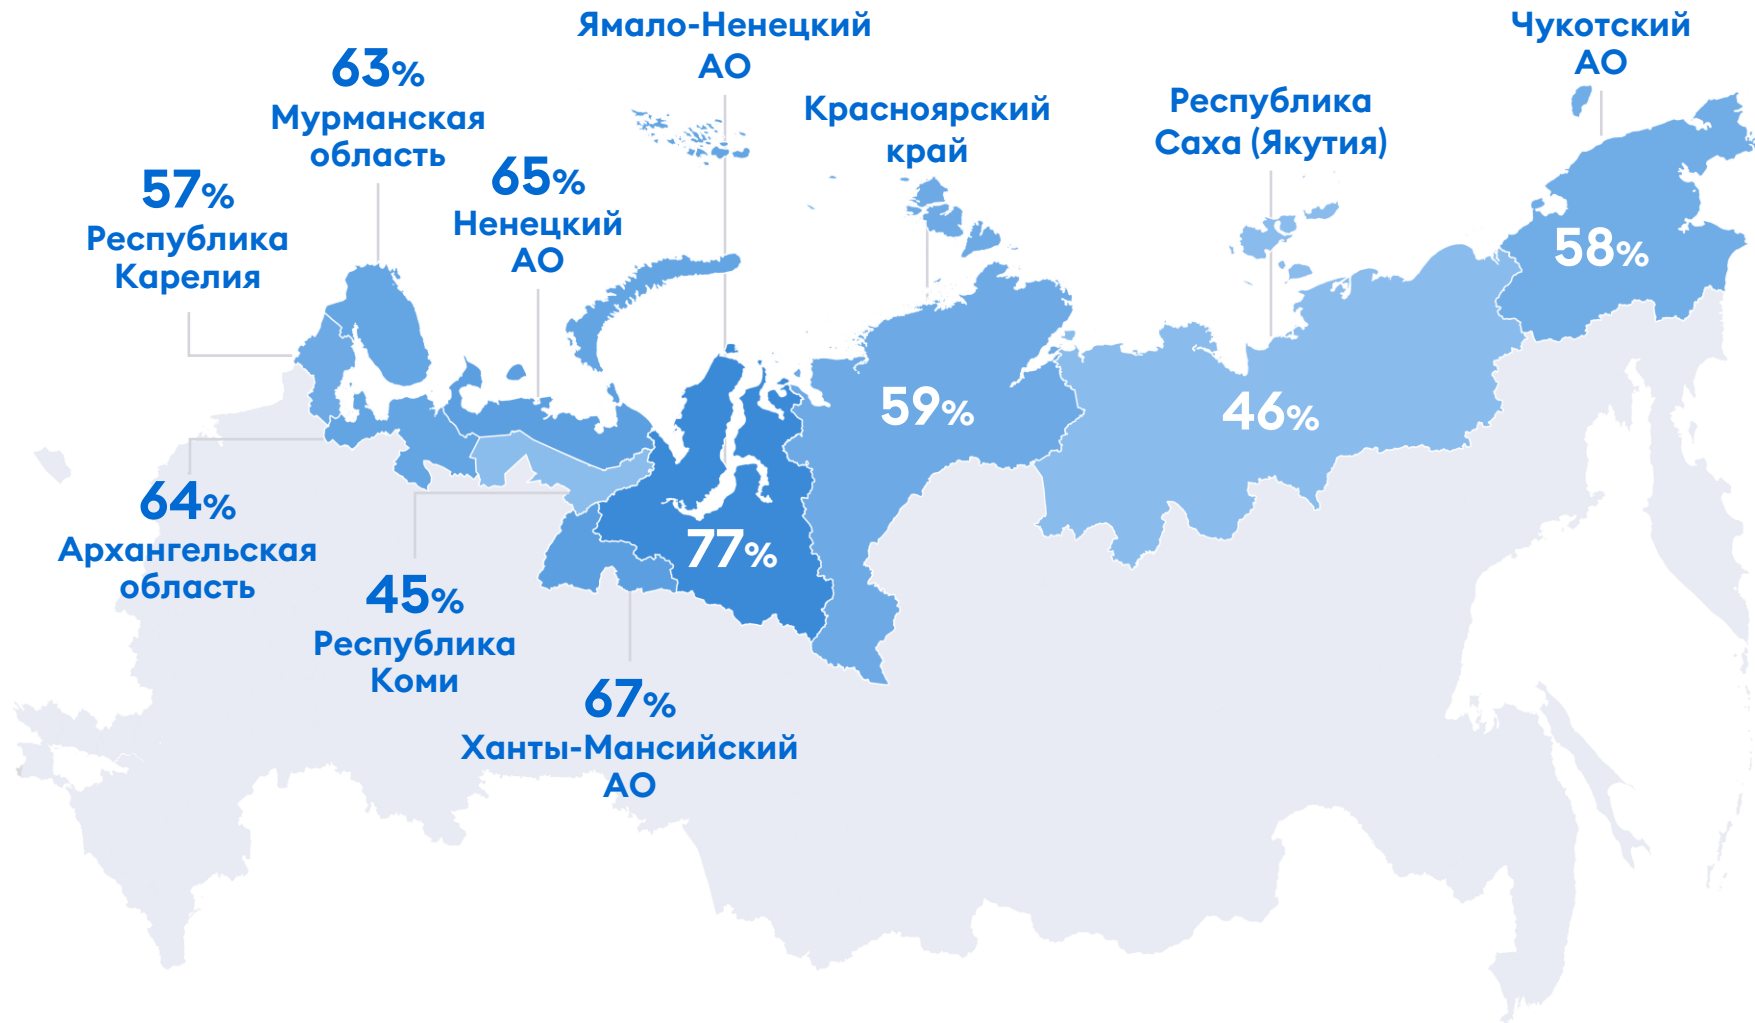 Ямало-Ненецкий
АО
Чукотский
АО
63%
Мурманская
область
Красноярский
край
Республика
Саха (Якутия)
57%
Республика
Карелия
65%
Ненецкий
АО
58%
59%
46%
64%
Архангельская
область
77%
45%
Республика
Коми
67%
Ханты-Мансийский
АО